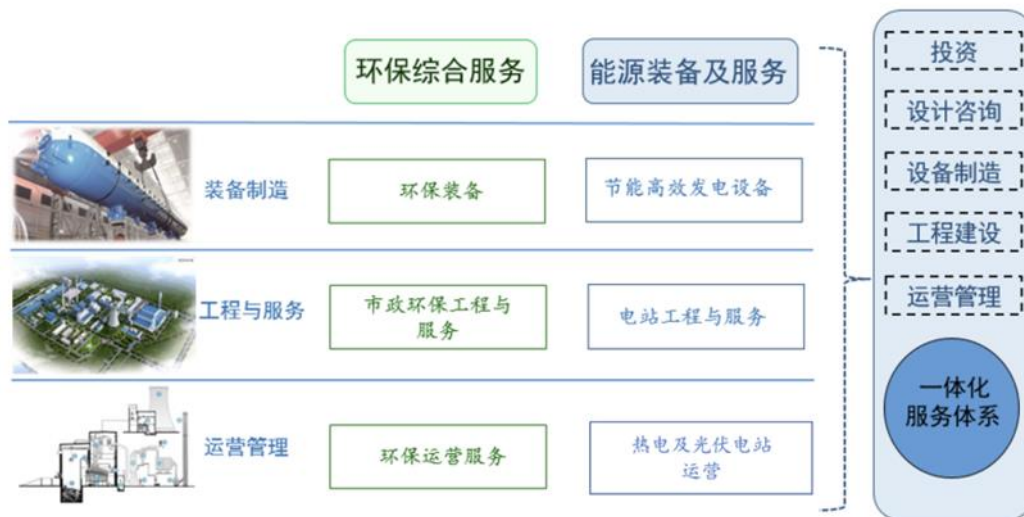 环保综合服务
能源装备及服务
装备制造
环保装备
节能高效发电设备
工程与服务
市政环保工程与
服务
电站工程与服务
运营管理
环保运营服务
热电及光伏电站
运营
投资
设计咨询
设备制造
工程建设
运营管理
一体化
服务体系